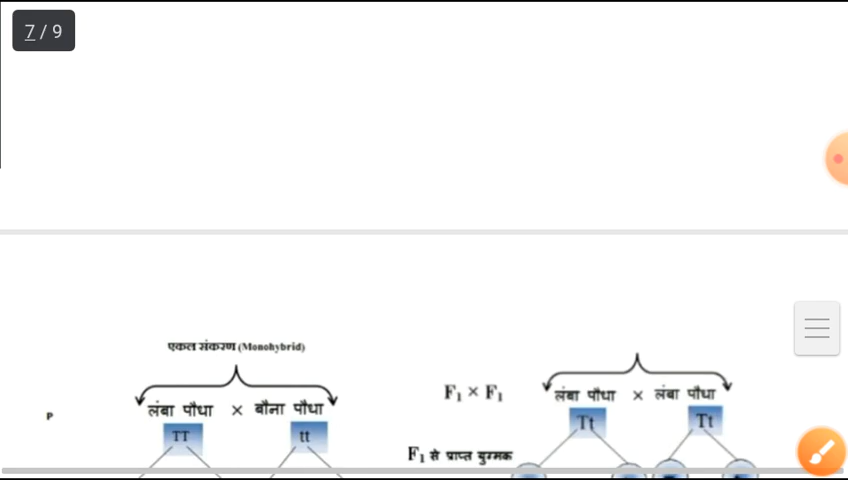 7 / 9
एकल संकरण (Monohybrid)
P
लंबा पौधा × बौना पौधा
TT
tt
F₁ × F₁
लंबा पौधा × लंबा पौधा
Tt
Tt
F₁ से प्राप्त युग्मक